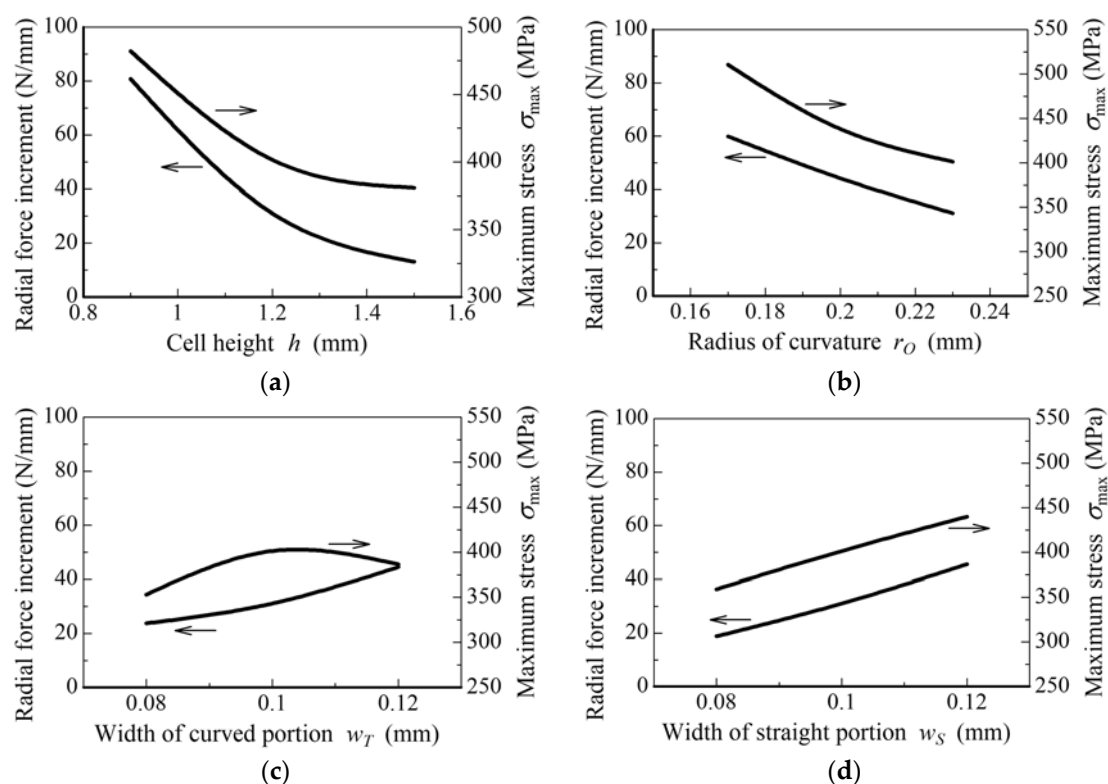 Radial force increment (N/mm)
100
80
60
40
20
0
500
450
400
350
300
Maximum stress σmax (MPa)
0.8 1 1.2 1.4 1.6
Cell height h (mm)
(a)
Radial force increment (N/mm)
100
80
60
40
20
0
550
500
450
400
350
300
250
Maximum stress σmax (MPa)
0.16 0.18 0.2 0.22 0.24
Radius of curvature rO (mm)
(b)
Radial force increment (N/mm)
100
80
60
40
20
0
550
500
450
400
350
300
250
Maximum stress σmax (MPa)
0.08 0.1 0.12
Width of curved portion wT (mm)
(c)
Radial force increment (N/mm)
100
80
60
40
20
0
550
500
450
400
350
300
250
Maximum stress σmax (MPa)
0.08 0.1 0.12
Width of straight portion wS (mm)
(d)